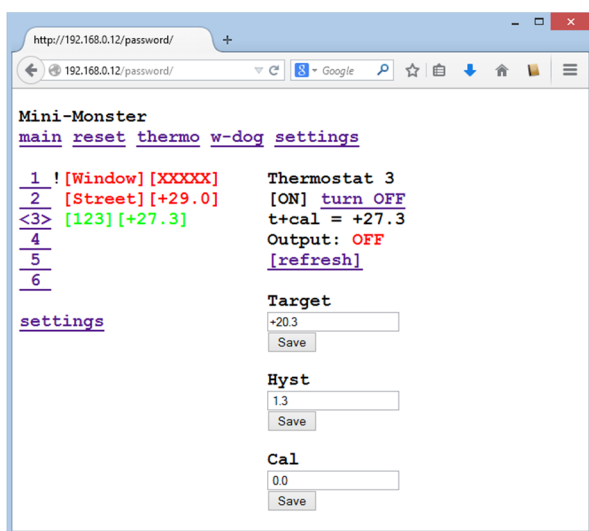 http://192.168.0.12/password/
192.168.0.12/password/
Google
Mini-Monster
main reset thermo w-dog settings
1 ![Window][XXXXX]
2 [Street][+29.0]
<3> [123][+27.3]
4
5
6
settings
Thermostat 3
[ON] turn OFF
t+cal = +27.3
Output: OFF
[refresh]
Target
+20.3
Save
Hyst
1.3
Save
Cal
0.0
Save